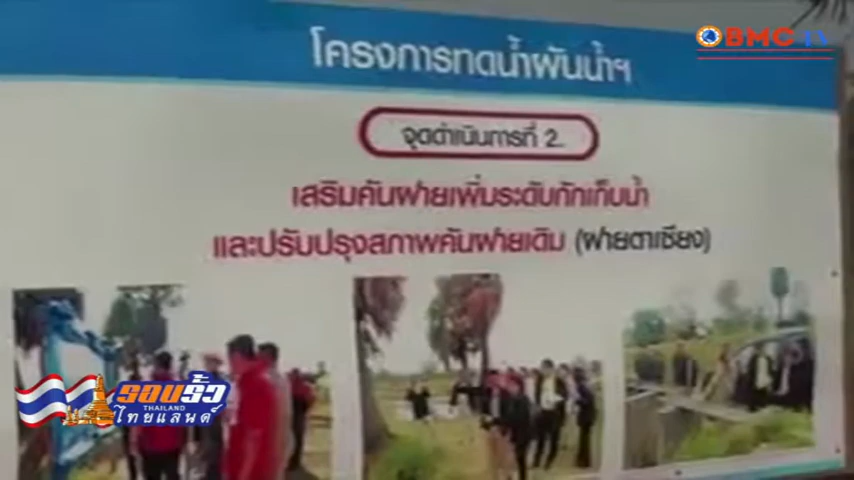 BMC
โครงการทดน้ำผันน้ำฯ
จุดดำเนินการที่ 2.
เสริมคันฝายเพิ่มระดับกักเก็บน้ำ
และปรับปรุงสภาพคันฝายเดิม (ฝายตาเซียง)
รอบรั้ว
THAILAND
ไทยแลนด์